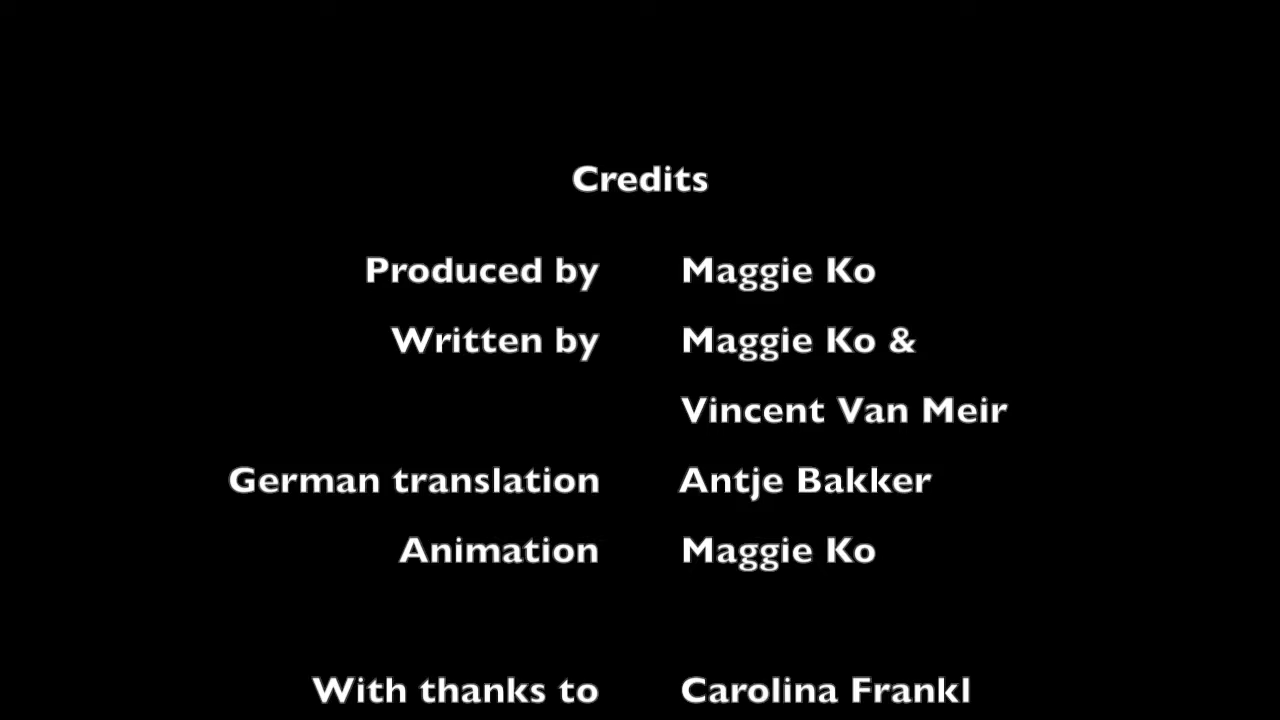 Credits
Produced by Maggie Ko
Written by Maggie Ko &
Vincent Van Meir
German translation Antje Bakker
Animation Maggie Ko
With thanks to Carolina Frankl